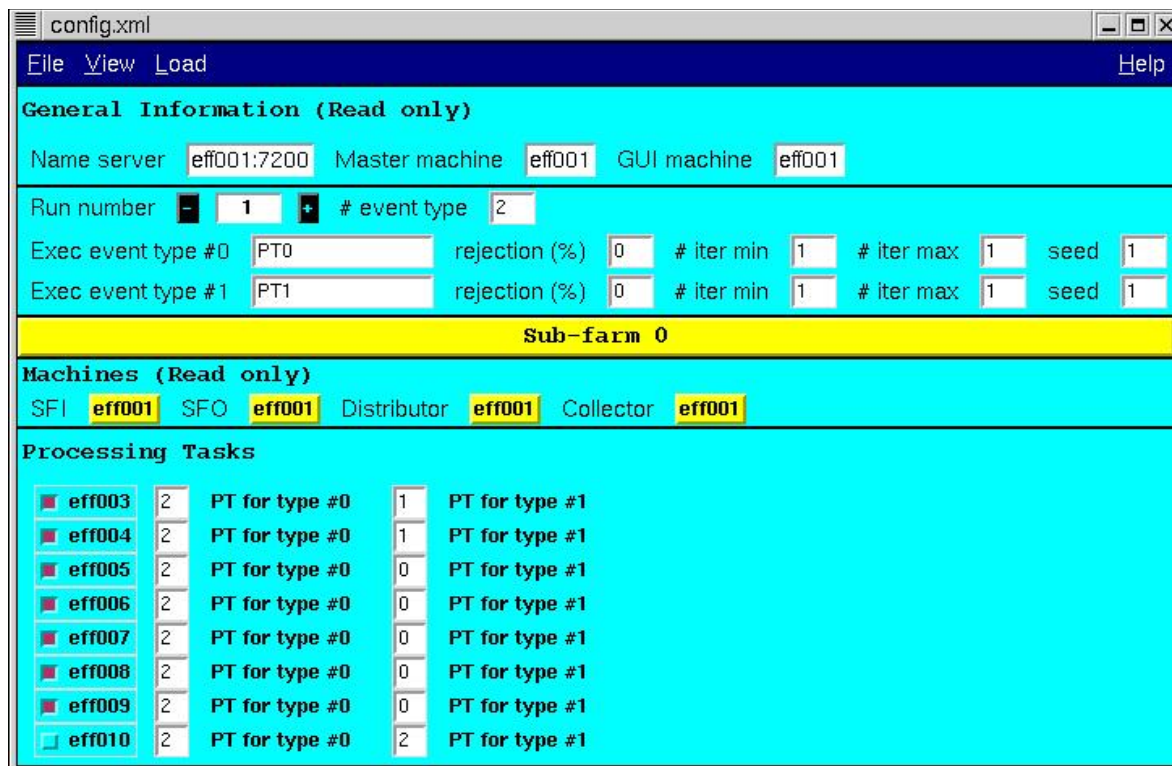 config.xml
File View Load Help
General Information (Read only)
Name server eff001:7200 Master machine eff001 GUI machine eff001
Run number - 1 + # event type 2
Exec event type #0 PT0 rejection (%) 0 # iter min 1 # iter max 1 seed 1
Exec event type #1 PT1 rejection (%) 0 # iter min 1 # iter max 1 seed 1
Sub-farm 0
Machines (Read only)
SFI eff001 SFO eff001 Distributor eff001 Collector eff001
Processing Tasks
eff003 2 PT for type #0 1 PT for type #1
eff004 2 PT for type #0 1 PT for type #1
eff005 2 PT for type #0 0 PT for type #1
eff006 2 PT for type #0 0 PT for type #1
eff007 2 PT for type #0 0 PT for type #1
eff008 2 PT for type #0 0 PT for type #1
eff009 2 PT for type #0 0 PT for type #1
eff010 2 PT for type #0 2 PT for type #1